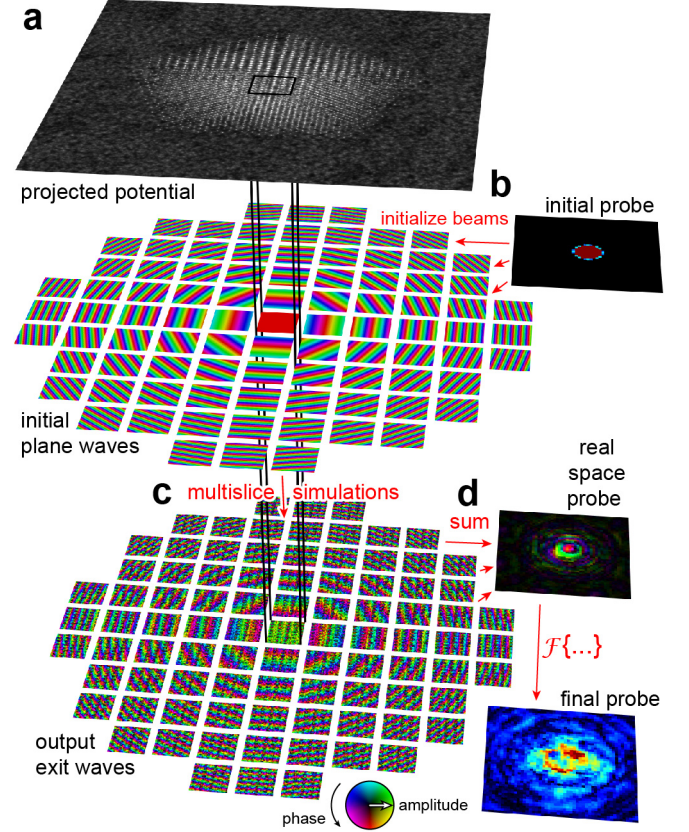 a
projected potential
b
initial probe
initialize beams
initial
plane waves
c
multislice simulations
d
real
space
probe
sum
ℱ{...}
final probe
output
exit waves
phase
amplitude